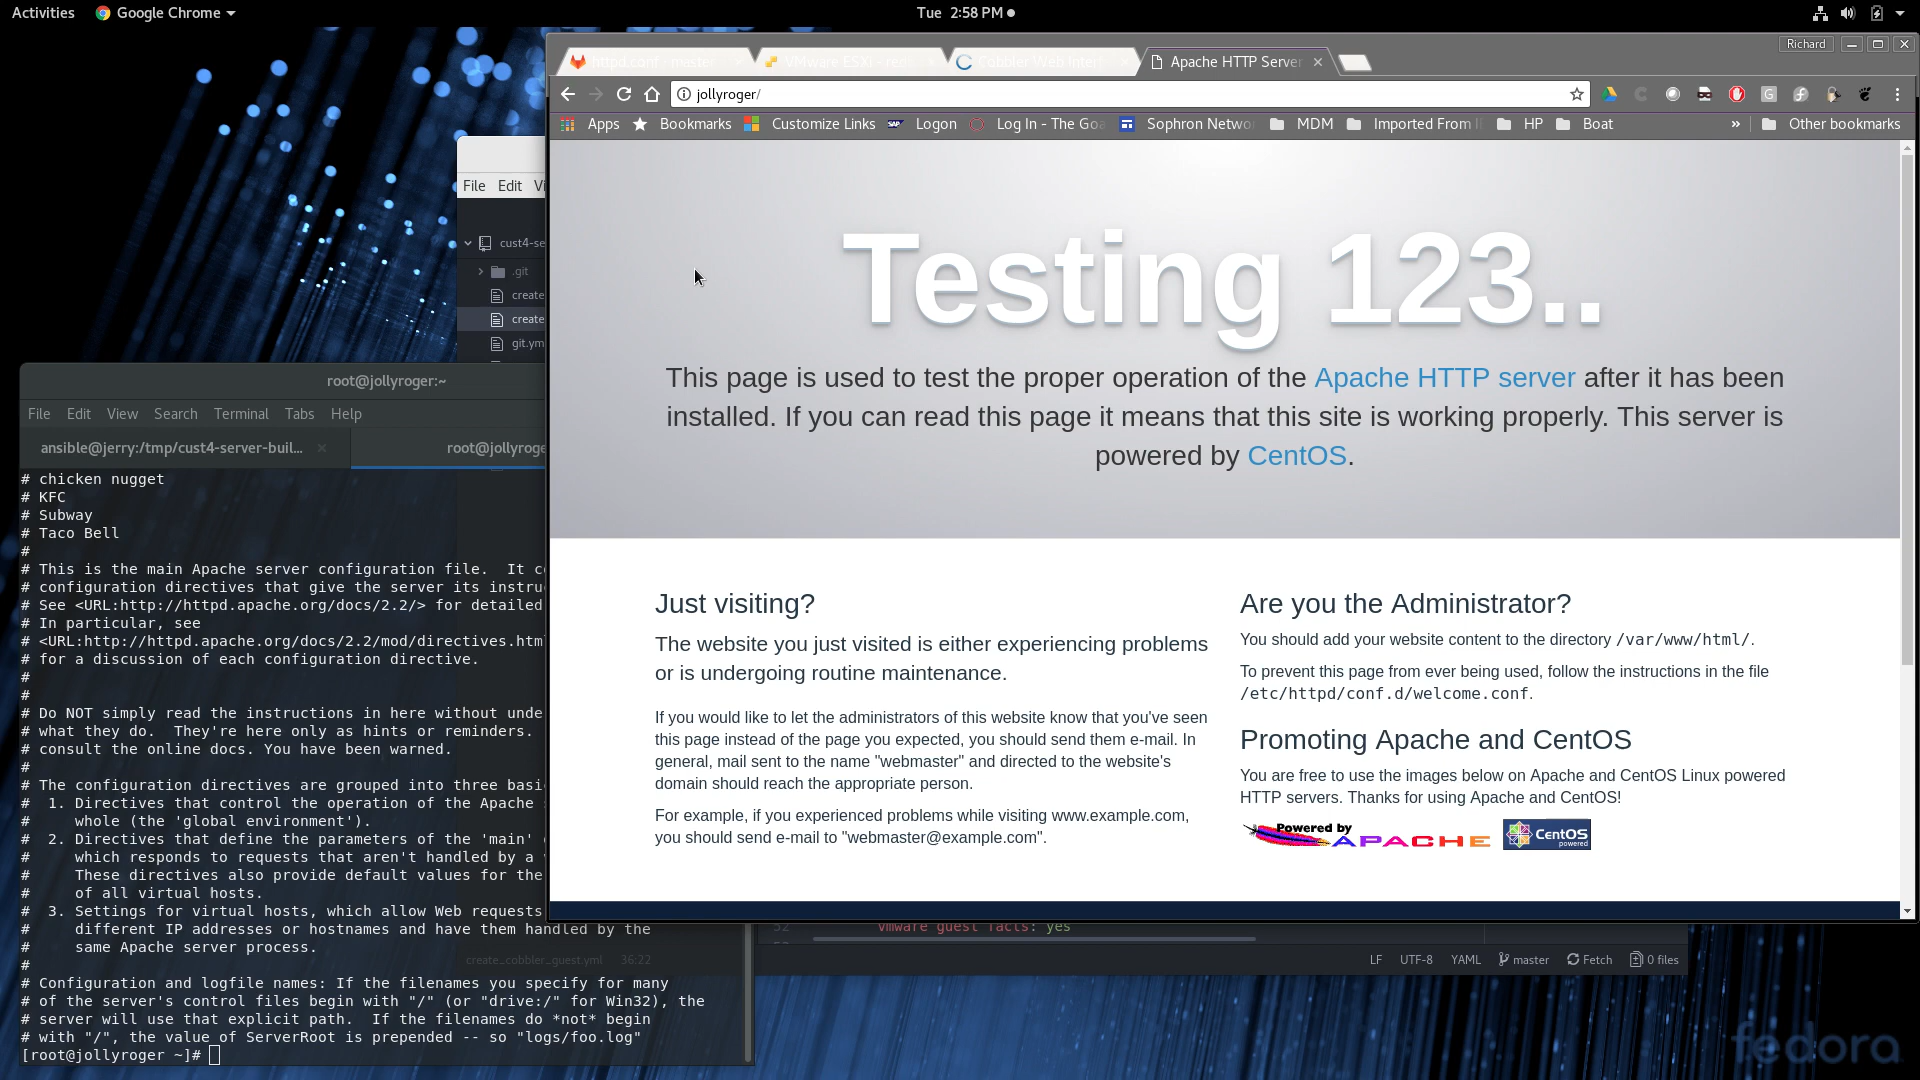 Activities Google Chrome Tue 2:58 PM
Richard
httpd.conf - master VMware ESXi - red Cobbler Web Interf Apache HTTP Server
jollyroger/
Apps Bookmarks Customize Links Logon Log In - The Goa Sophron Netwo MDM Imported From I HP Boat » Other bookmarks
File Edit Vi
cust4-se
.git
create
create
git.ym
Testing 123..
This page is used to test the proper operation of the Apache HTTP server after it has been
installed. If you can read this page it means that this site is working properly. This server is
powered by CentOS.
Just visiting?
The website you just visited is either experiencing problems
or is undergoing routine maintenance.
If you would like to let the administrators of this website know that you've seen
this page instead of the page you expected, you should send them e-mail. In
general, mail sent to the name "webmaster" and directed to the website's
domain should reach the appropriate person.
For example, if you experienced problems while visiting www.example.com,
you should send e-mail to "webmaster@example.com".
Are you the Administrator?
You should add your website content to the directory /var/www/html/.
To prevent this page from ever being used, follow the instructions in the file
/etc/httpd/conf.d/welcome.conf.
Promoting Apache and CentOS
You are free to use the images below on Apache and CentOS Linux powered
HTTP servers. Thanks for using Apache and CentOS!
Powered by
APACHE
CentOS
powered
root@jollyroger:~
File Edit View Search Terminal Tabs Help
ansible@jerry:/tmp/cust4-server-buil... root@jollyroge
# chicken nugget
# KFC
# Subway
# Taco Bell
#
# This is the main Apache server configuration file.  It co
# configuration directives that give the server its instruc
# See <URL:http://httpd.apache.org/docs/2.2/> for detailed
# In particular, see
# <URL:http://httpd.apache.org/docs/2.2/mod/directives.html
# for a discussion of each configuration directive.
#
#
# Do NOT simply read the instructions in here without unde
# what they do.  They're here only as hints or reminders.
# consult the online docs. You have been warned.
#
# The configuration directives are grouped into three basi
#  1. Directives that control the operation of the Apache s
#     whole (the 'global environment').
#  2. Directives that define the parameters of the 'main'
#     which responds to requests that aren't handled by a v
#     These directives also provide default values for the
#     of all virtual hosts.
#  3. Settings for virtual hosts, which allow Web requests
#     different IP addresses or hostnames and have them handled by the
#     same Apache server process.
#
# Configuration and logfile names: If the filenames you specify for many
# of the server's control files begin with "/" (or "drive:/" for Win32), the
# server will use that explicit path.  If the filenames do *not* begin
# with "/", the value of ServerRoot is prepended -- so "logs/foo.log"
[root@jollyroger ~]#
52 vmware guest facts: yes
create_cobbler_guest.yml 36:22
LF UTF-8 YAML master Fetch 0 files
fedora